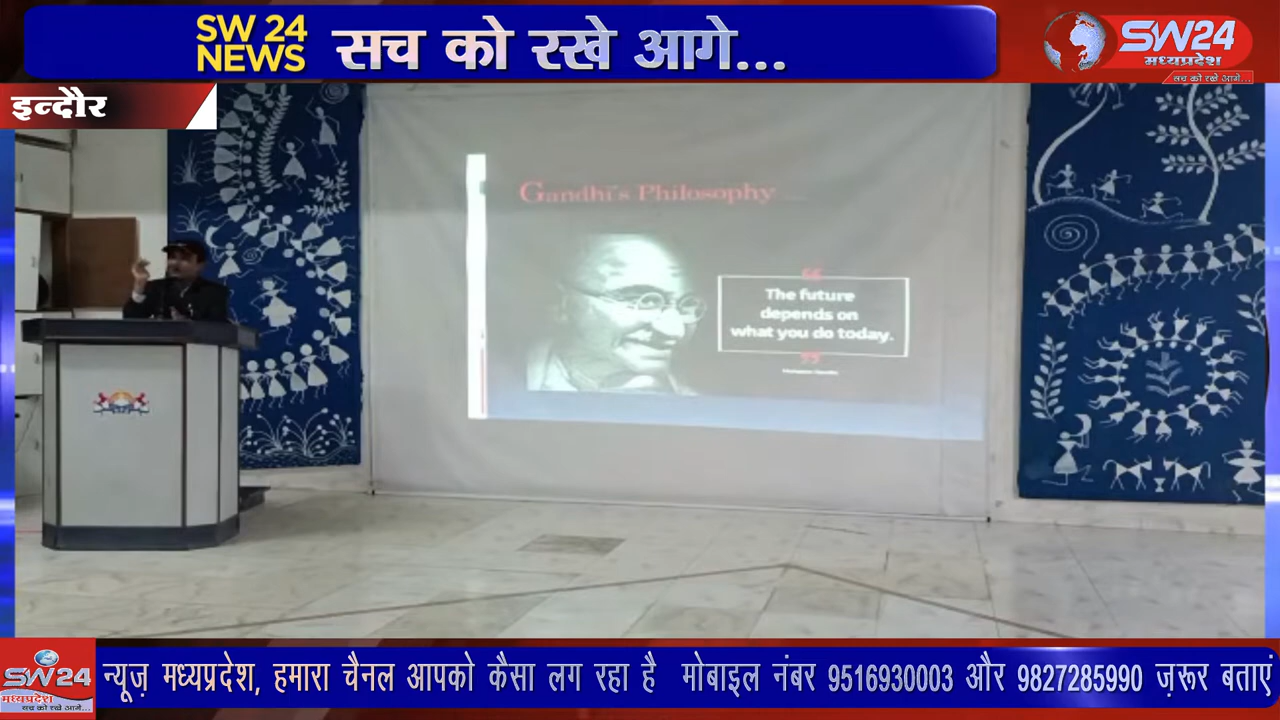 SW 24
NEWS
सच को रखे आगे...
SW24
मध्यप्रदेश
सच को रखे आगे...
इन्दौर
Gandhi's Philosophy
“
The future
depends on
what you do today.
”
SW24
मध्यप्रदेश
सच को रखे आगे...
न्यूज़ मध्यप्रदेश, हमारा चैनल आपको कैसा लग रहा है मोबाइल नंबर 9516930003 और 9827285990 ज़रूर बताएं